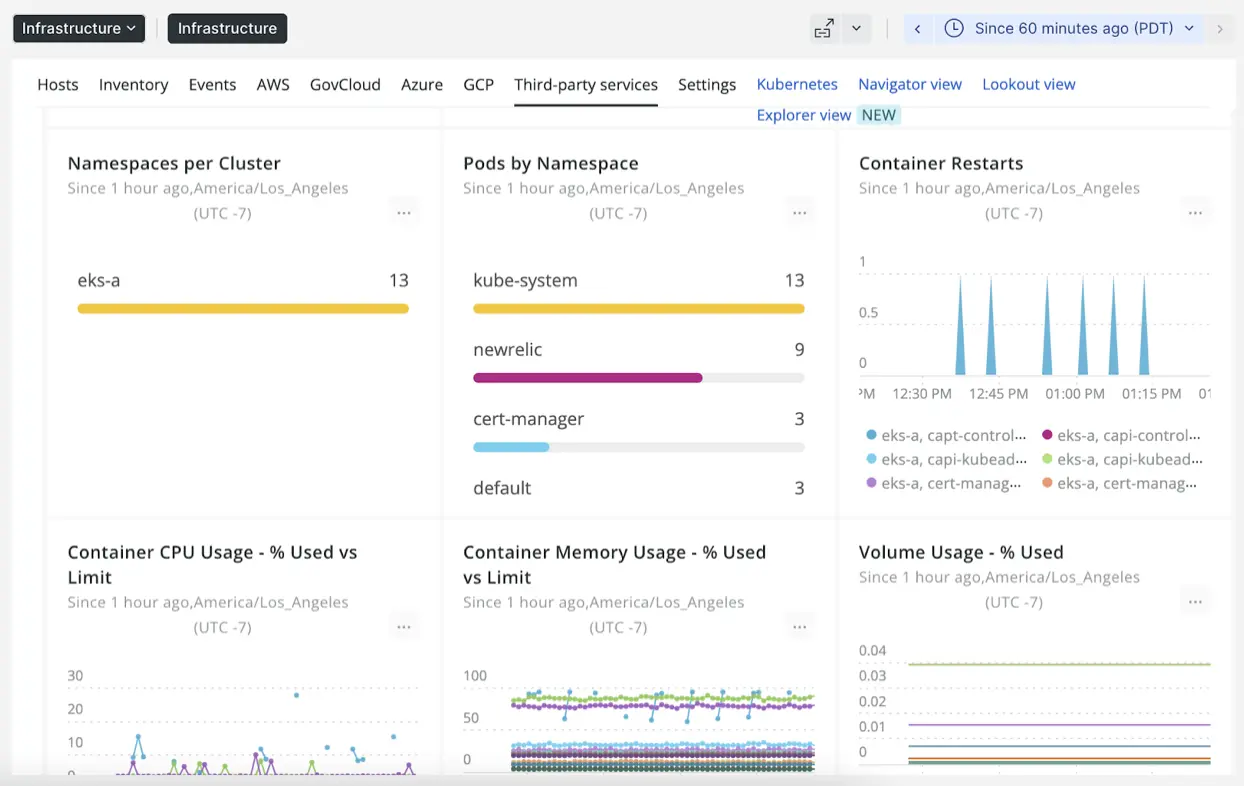 Infrastructure
Infrastructure
Since 60 minutes ago (PDT)
Hosts Inventory Events AWS GovCloud Azure GCP Third-party services Settings Kubernetes Navigator view Lookout view
Explorer view NEW
Namespaces per Cluster
Since 1 hour ago,America/Los_Angeles
(UTC -7)
...
eks-a 13
Pods by Namespace
Since 1 hour ago,America/Los_Angeles
(UTC -7)
...
kube-system 13
newrelic 9
cert-manager 3
default 3
Container Restarts
Since 1 hour ago,America/Los_Angeles
(UTC -7)
...
1
0.5
0
PM 12:30 PM 12:45 PM 01:00 PM 01:15 PM
eks-a, capt-control... eks-a, capi-control...
eks-a, capi-kubead... eks-a, capi-kubead...
eks-a, cert-manag... eks-a, cert-manag...
Container CPU Usage - % Used vs
Limit
Since 1 hour ago,America/Los_Angeles
(UTC -7)
...
30
20
10
0
Container Memory Usage - % Used
vs Limit
Since 1 hour ago,America/Los_Angeles
(UTC -7)
...
100
50
0
Volume Usage - % Used
Since 1 hour ago,America/Los_Angeles
(UTC -7)
...
0.04
0.03
0.02
0.01
0